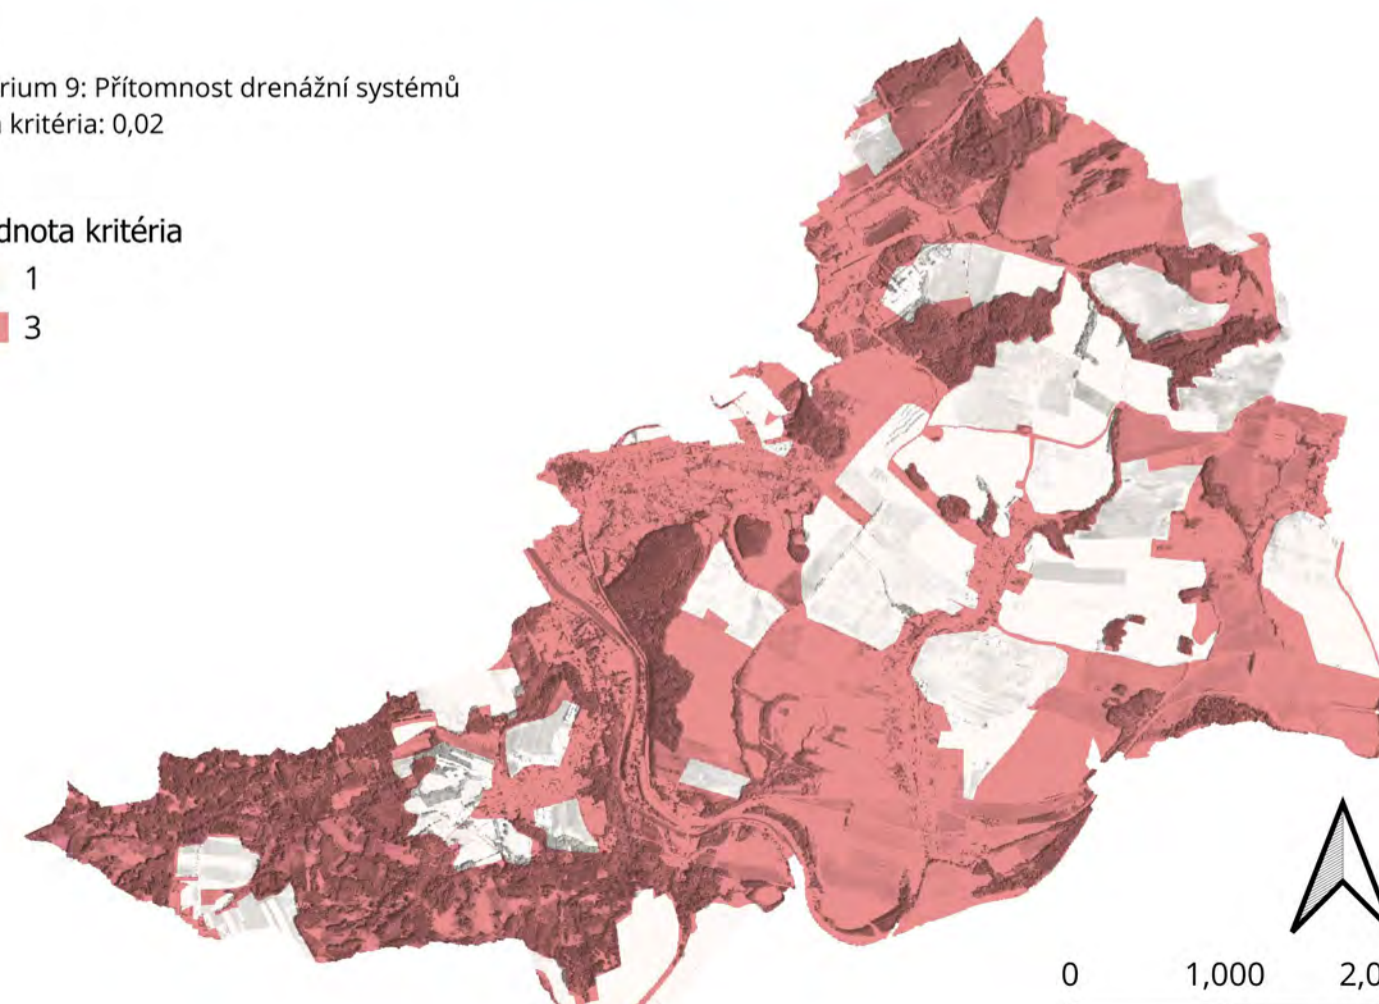 rium 9: Přítomnost drenážní systémů
kritéria: 0,02
dnota kritéria
1
3
0 1,000 2,0